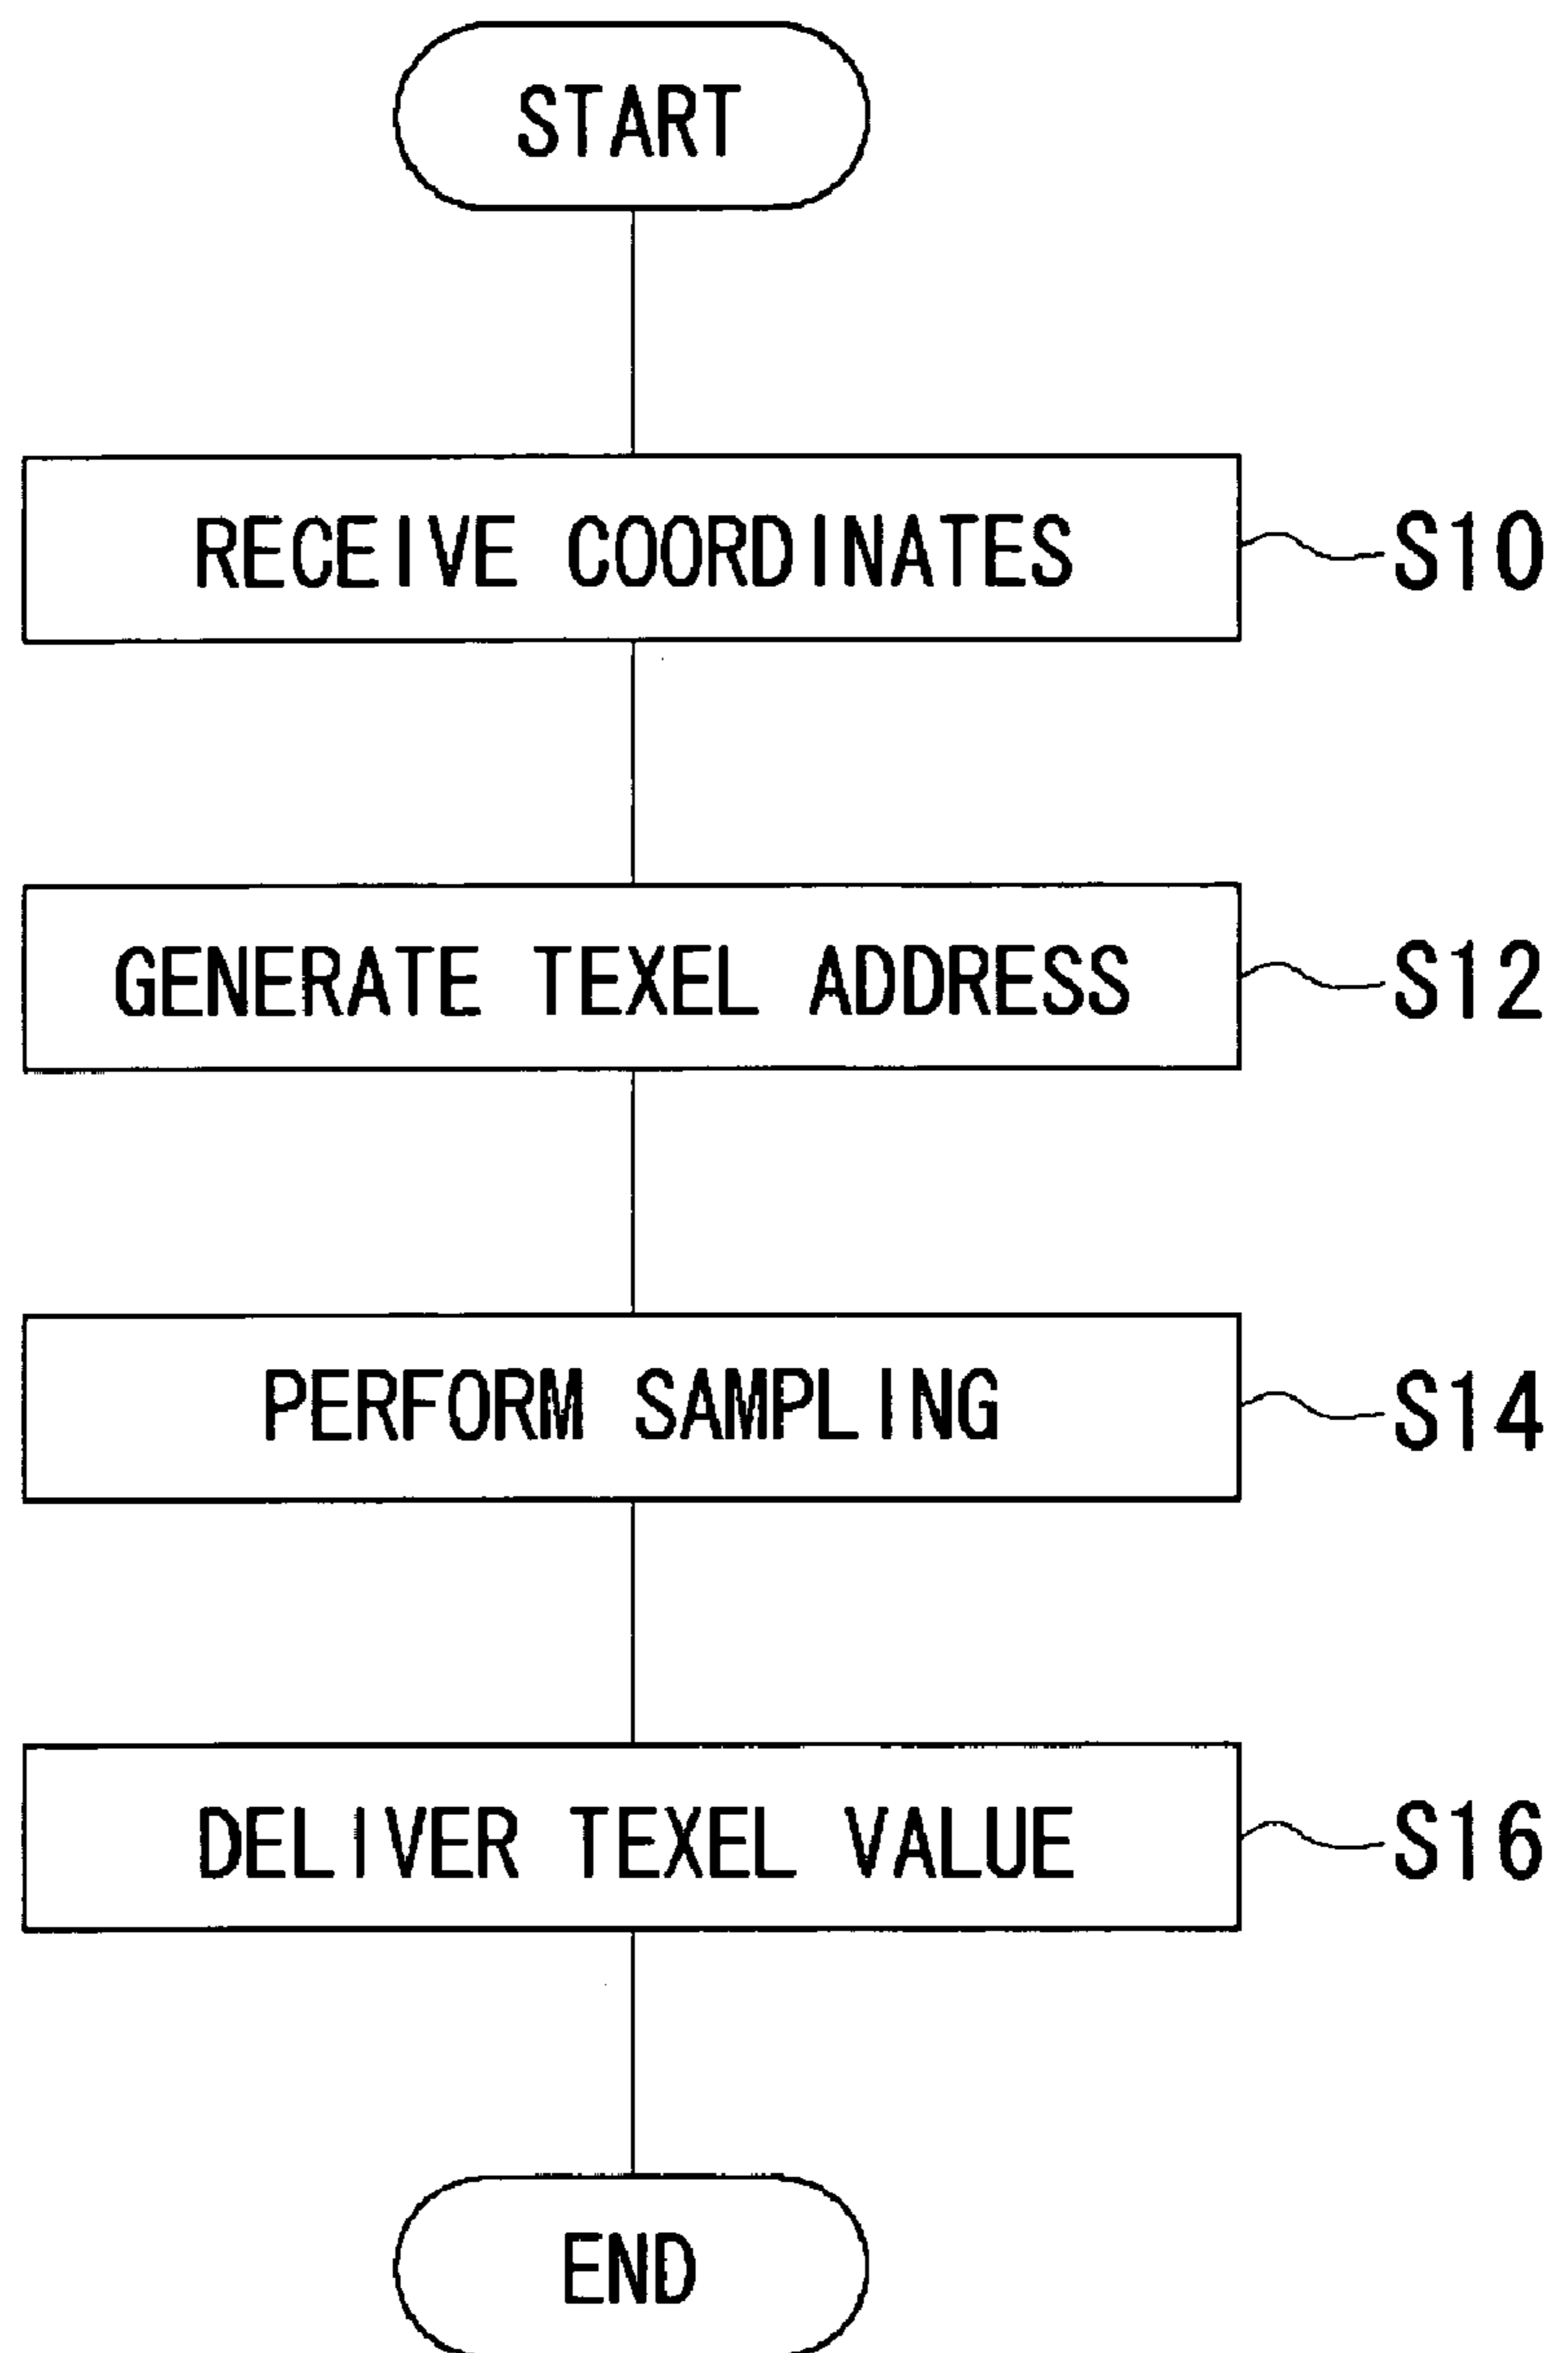 START
RECEIVE COORDINATES
S10
GENERATE TEXEL ADDRESS
S12
PERFORM SAMPLING
S14
DELIVER TEXEL VALUE
S16
END